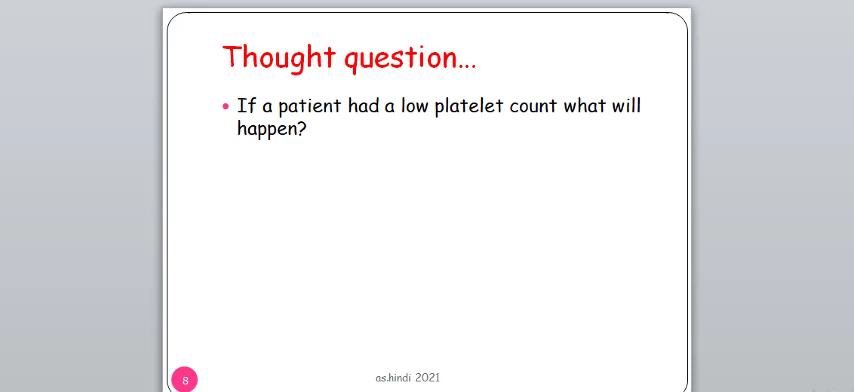 Thought question...
• If a patient had a low platelet count what will
happen?
8
as.hindi 2021